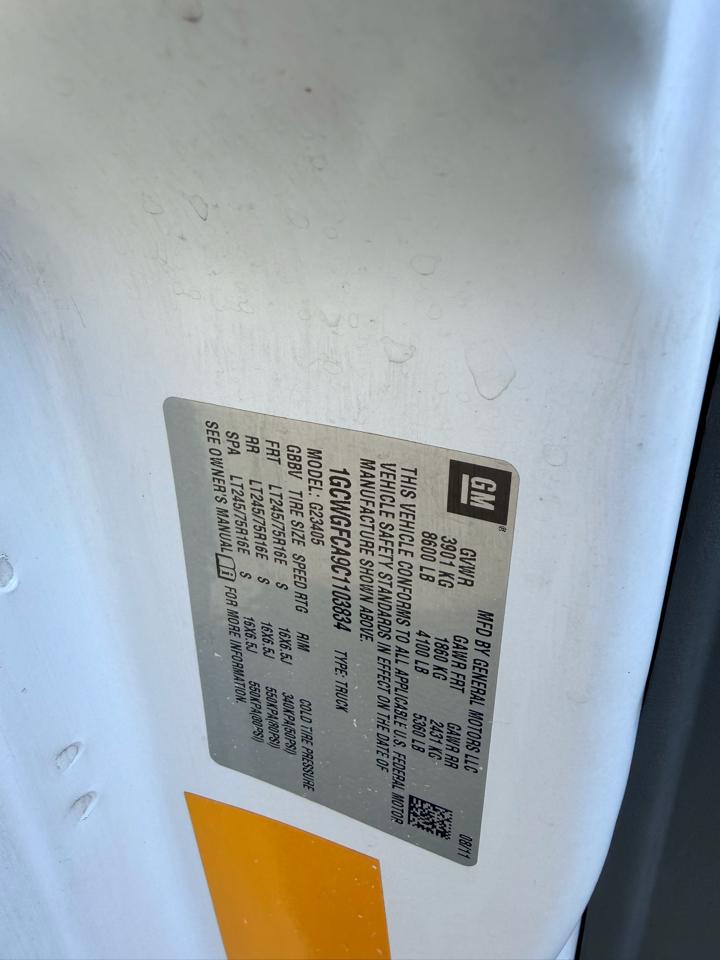 GM®
MFD BY GENERAL MOTORS LLC 08/11
GVWR GAWR FRT GAWR RR
3901 KG 1860 KG 2431 KG
8600 LB 4100 LB 5360 LB
THIS VEHICLE CONFORMS TO ALL APPLICABLE U.S. FEDERAL MOTOR
VEHICLE SAFETY STANDARDS IN EFFECT ON THE DATE OF
MANUFACTURE SHOWN ABOVE.
1GCWGFCA9C1103834 TYPE: TRUCK
MODEL: G23405
GBBV TIRE SIZE SPEED RTG RIM COLD TIRE PRESSURE
FRT LT245/75R16E S 16X6.5J 340KPA(50PSI)
RR LT245/75R16E S 16X6.5J 550KPA(80PSI)
SPA LT245/75R16E S 16X6.5J 550KPA(80PSI)
SEE OWNER'S MANUAL FOR MORE INFORMATION.